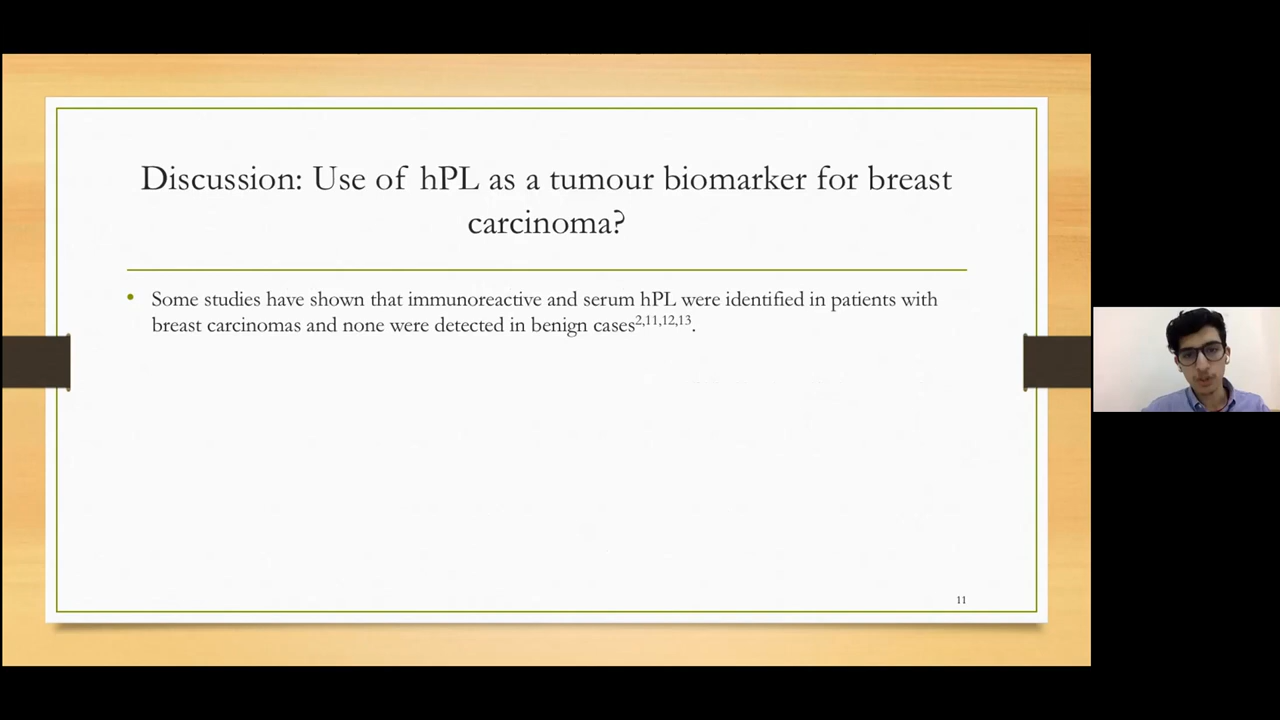 Discussion: Use of hPL as a tumour biomarker for breast
carcinoma?
• Some studies have shown that immunoreactive and serum hPL were identified in patients with
breast carcinomas and none were detected in benign cases2,11,12,13.
11